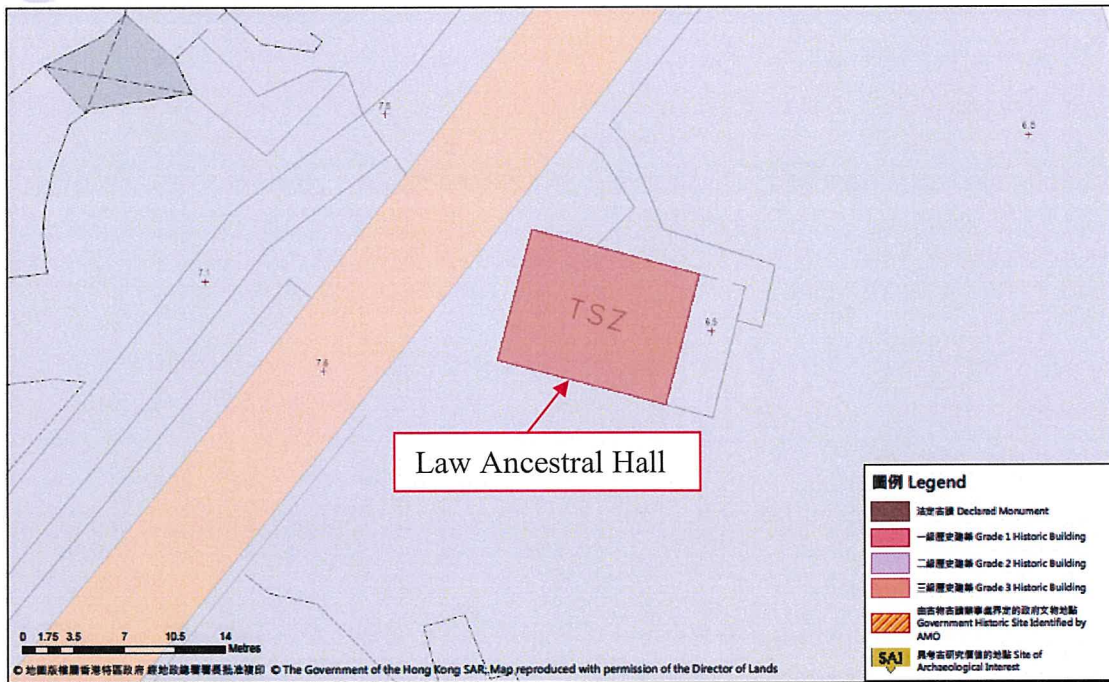 7.8
6.8
7.1
TSZ
6.5
7.6
Law Ancestral Hall
圖例 Legend
法定古蹟 Declared Monument
一級歷史建築 Grade 1 Historic Building
二級歷史建築 Grade 2 Historic Building
三級歷史建築 Grade 3 Historic Building
由古物古蹟辦事處界定的政府文物地點
Government Historic Site Identified by
AMO
SAI
具考古研究價值的地點 Site of
Archaeological Interest
0 1.75 3.5 7 10.5 14
Metres
© 地圖版權屬香港特區政府 經地政總署署長批准複印 © The Government of the Hong Kong SAR. Map reproduced with permission of the Director of Lands